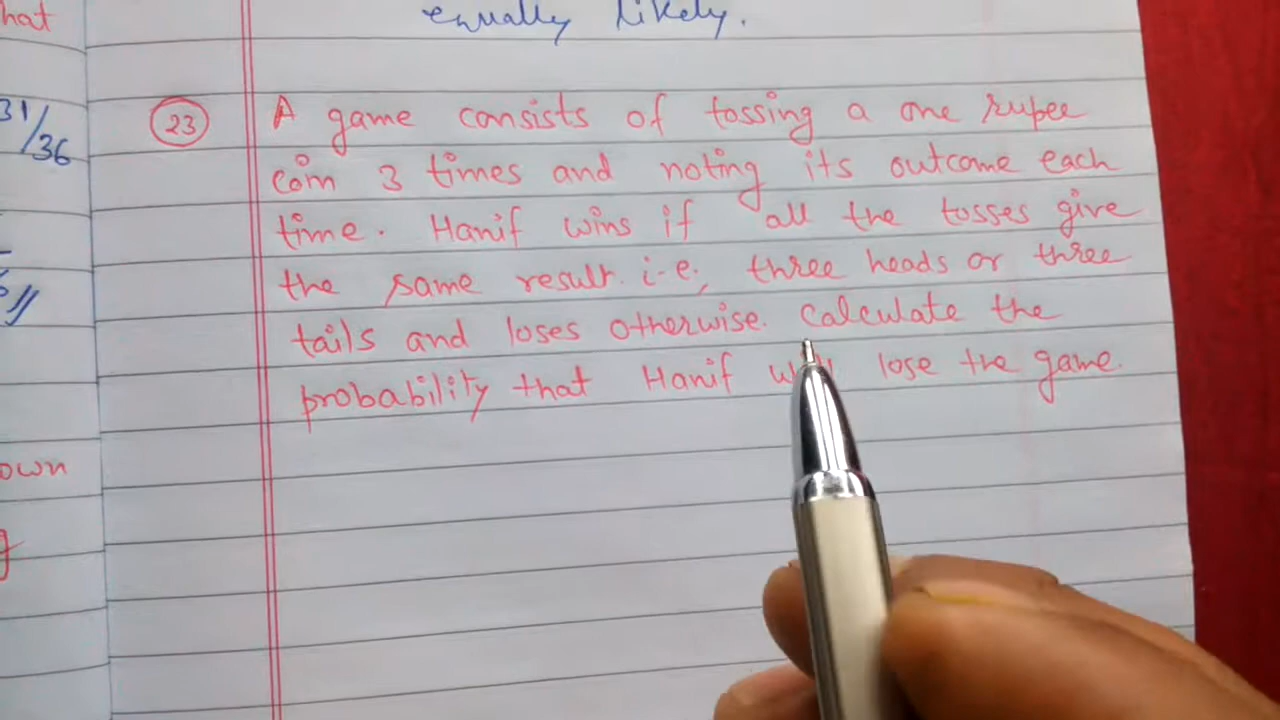 hat
31/36
own
equally likely.
23 A game consists of tossing a one rupee
coin 3 times and noting its outcome each
time. Hanif wins if all the tosses give
the same result. i.e; three heads or three
tails and loses otherwise. Calculate the
probability that Hanif will lose the game.